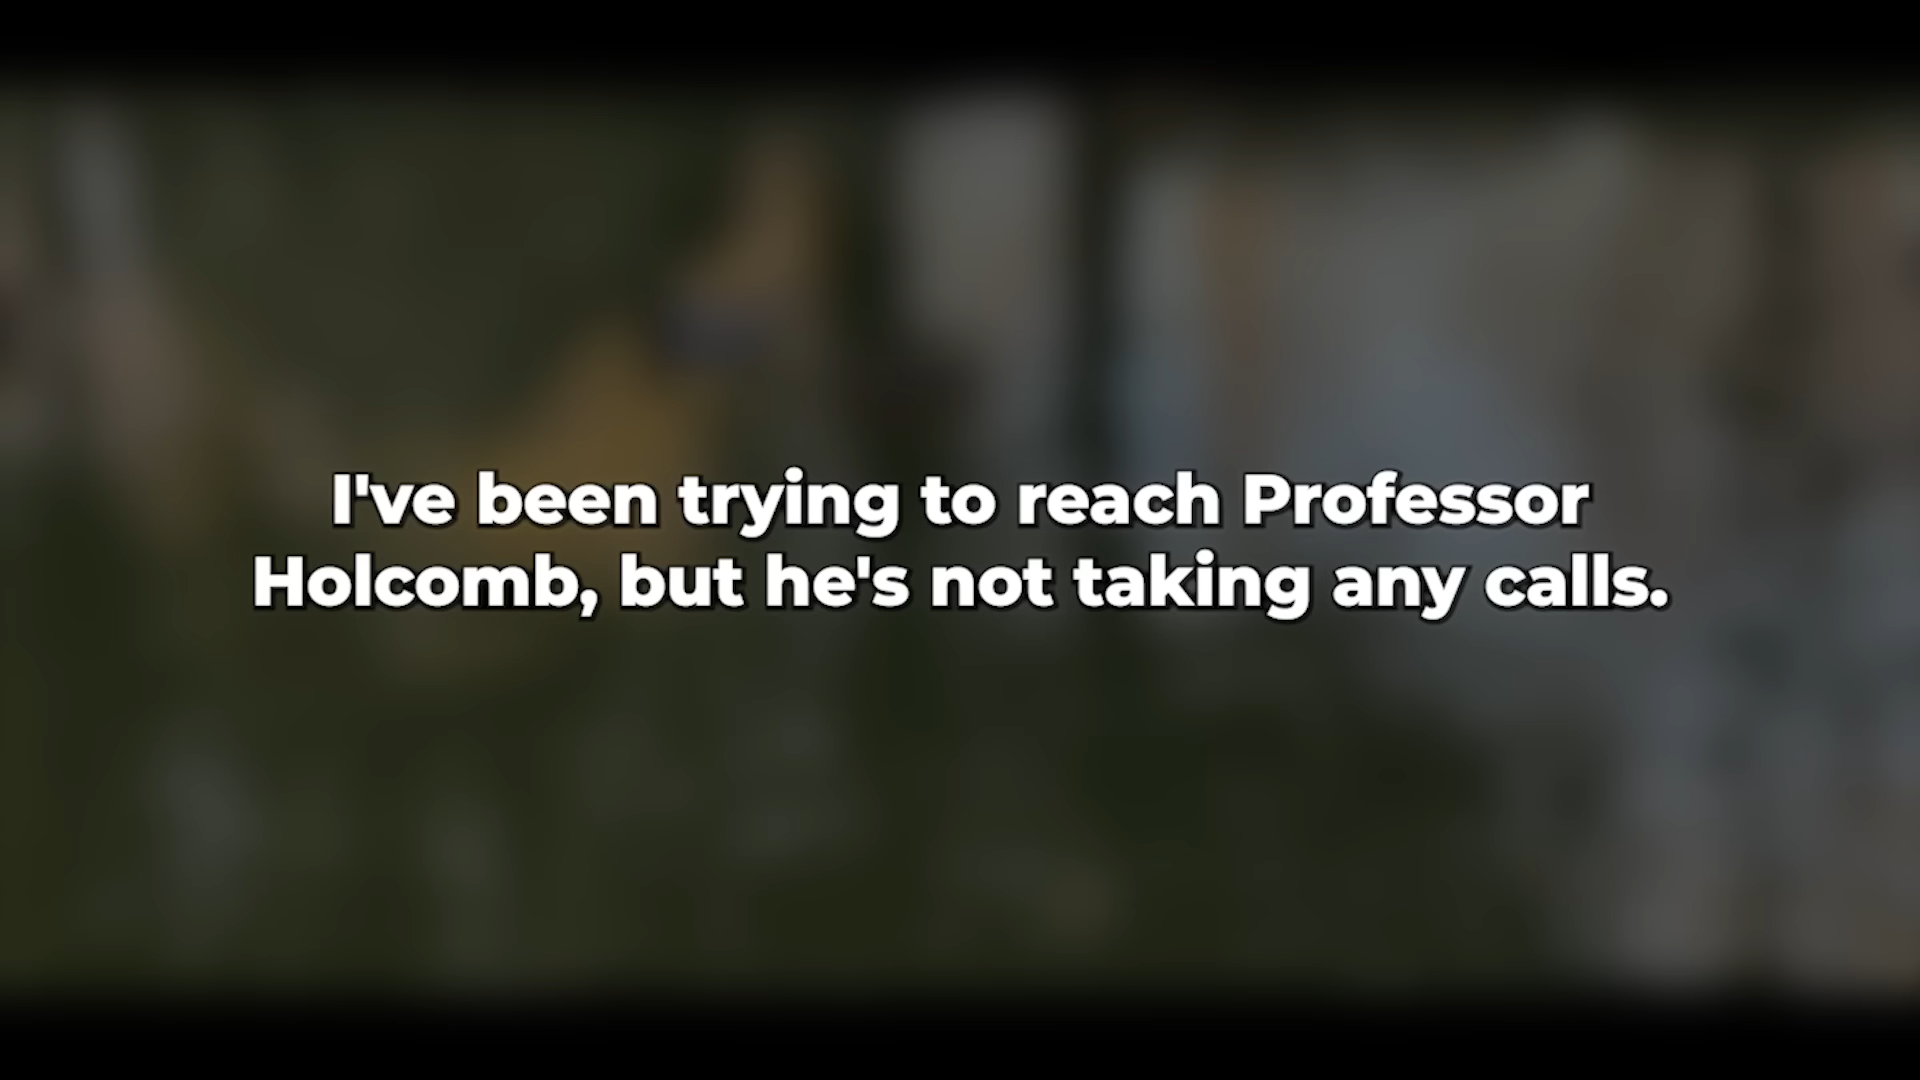 I've been trying to reach Professor
Holcomb, but he's not taking any calls.